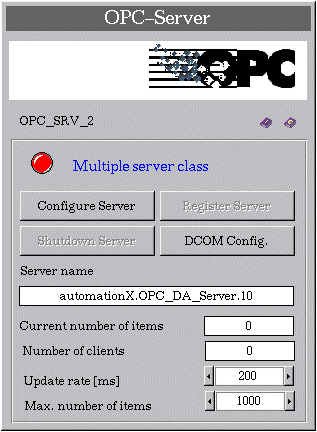 OPC–Server
OPC
OPC_SRV_2
Multiple server class
Configure Server
Register Server
Shutdown Server
DCOM Config.
Server name
automationX.OPC_DA_Server.10
Current number of items
0
Number of clients
0
Update rate [ms]
200
Max. number of items
1000